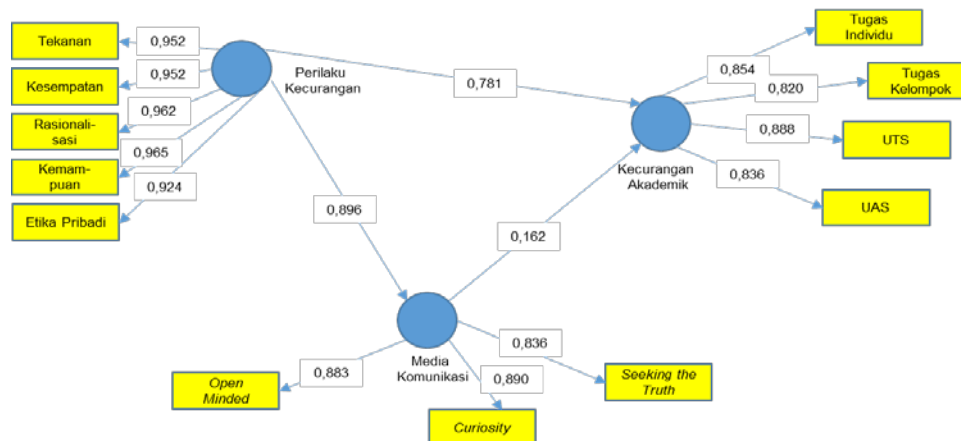 Tekanan
0,952
Kesempatan
0,952
Rasionali-
sasi
0,962
Kemam-
puan
0,965
Etika Pribadi
0,924
Perilaku
Kecurangan
0,781
0,896
0,162
Kecurangan
Akademik
Tugas
Individu
0,854
Tugas
Kelompok
0,820
UTS
0,888
UAS
0,836
Media
Komunikasi
0,883
Open
Minded
0,890
Curiosity
0,836
Seeking the
Truth